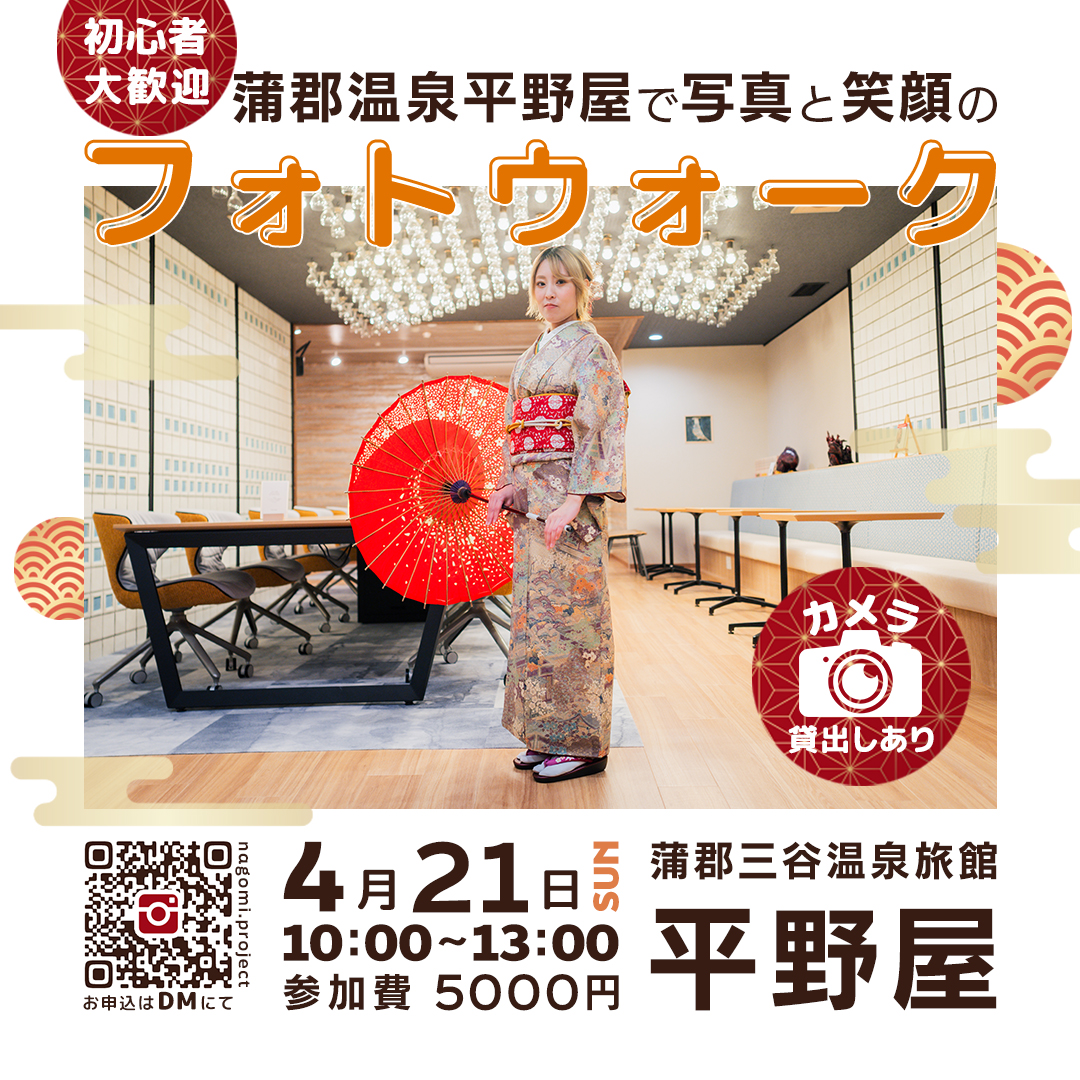 初心者
大歓迎
蒲郡温泉平野屋で写真と笑顔の
フォトウォーク
カメラ
貸出しあり
nagomi.project
お申込はDMにて
4月21日 SUN
10:00~13:00
参加費 5000円
蒲郡三谷温泉旅館
平野屋